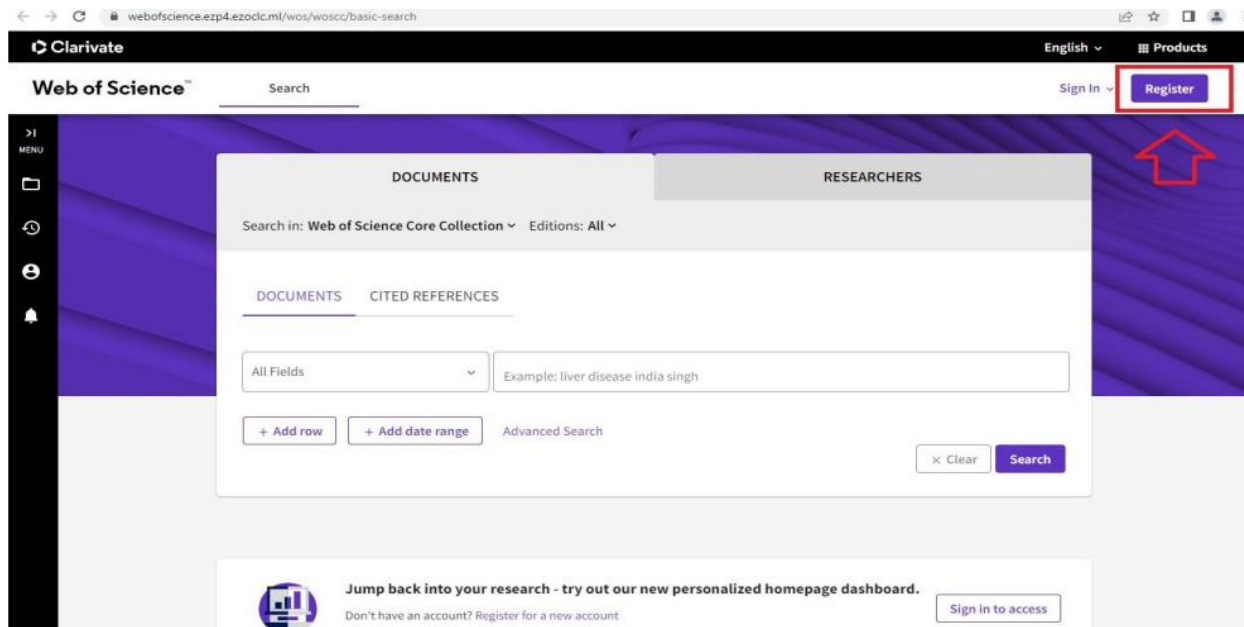 webofscience.ezp4.ezoclc.ml/wos/woscc/basic-search
Clarivate
English
Products
Web of Science™
Search
Sign In
Register
MENU
DOCUMENTS
RESEARCHERS
Search in: Web of Science Core Collection Editions: All
DOCUMENTS CITED REFERENCES
All Fields
Example: liver disease india singh
+ Add row
+ Add date range
Advanced Search
× Clear
Search
Jump back into your research - try out our new personalized homepage dashboard.
Don't have an account? Register for a new account
Sign in to access